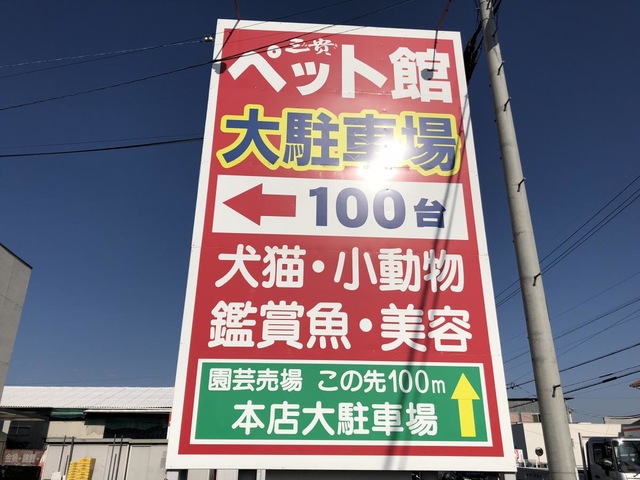 三貴
ペット館
大駐車場
100台
犬猫・小動物
鑑賞魚・美容
園芸売場 この先100m
本店大駐車場